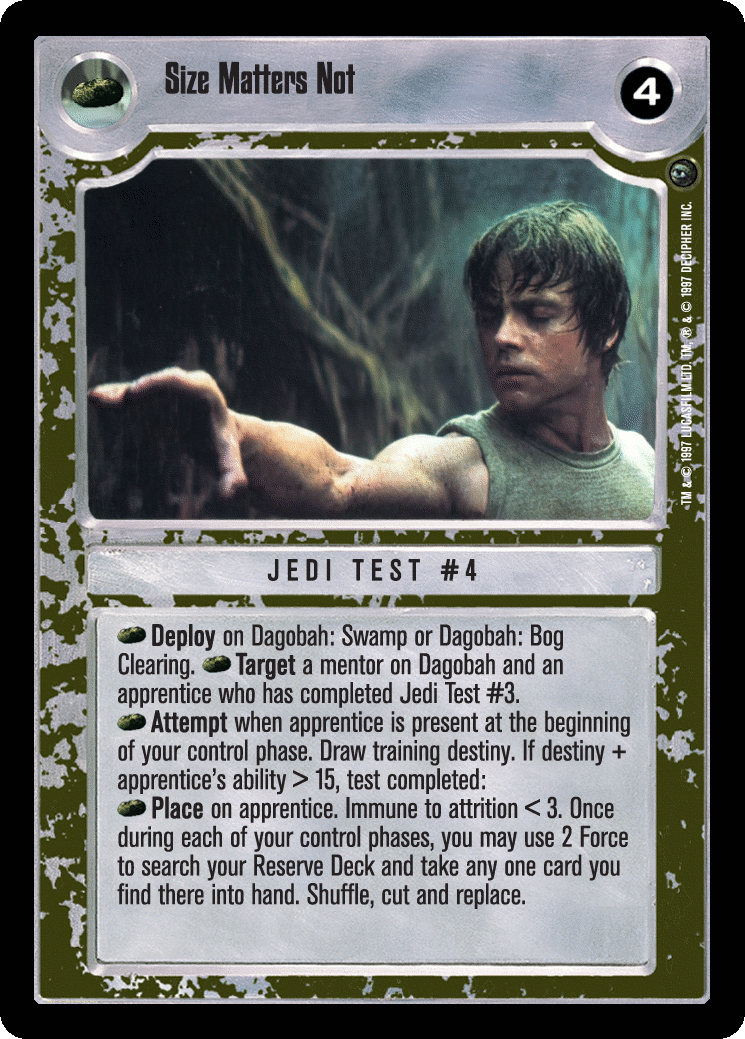 Size Matters Not
4
TM & © 1997 LUCASFILM LTD. TM, ® & © 1997 DECIPHER INC.
JEDI TEST #4
Deploy on Dagobah: Swamp or Dagobah: Bog
Clearing. Target a mentor on Dagobah and an
apprentice who has completed Jedi Test #3.
Attempt when apprentice is present at the beginning
of your control phase. Draw training destiny. If destiny +
apprentice's ability > 15, test completed:
Place on apprentice. Immune to attrition < 3. Once
during each of your control phases, you may use 2 Force
to search your Reserve Deck and take any one card you
find there into hand. Shuffle, cut and replace.